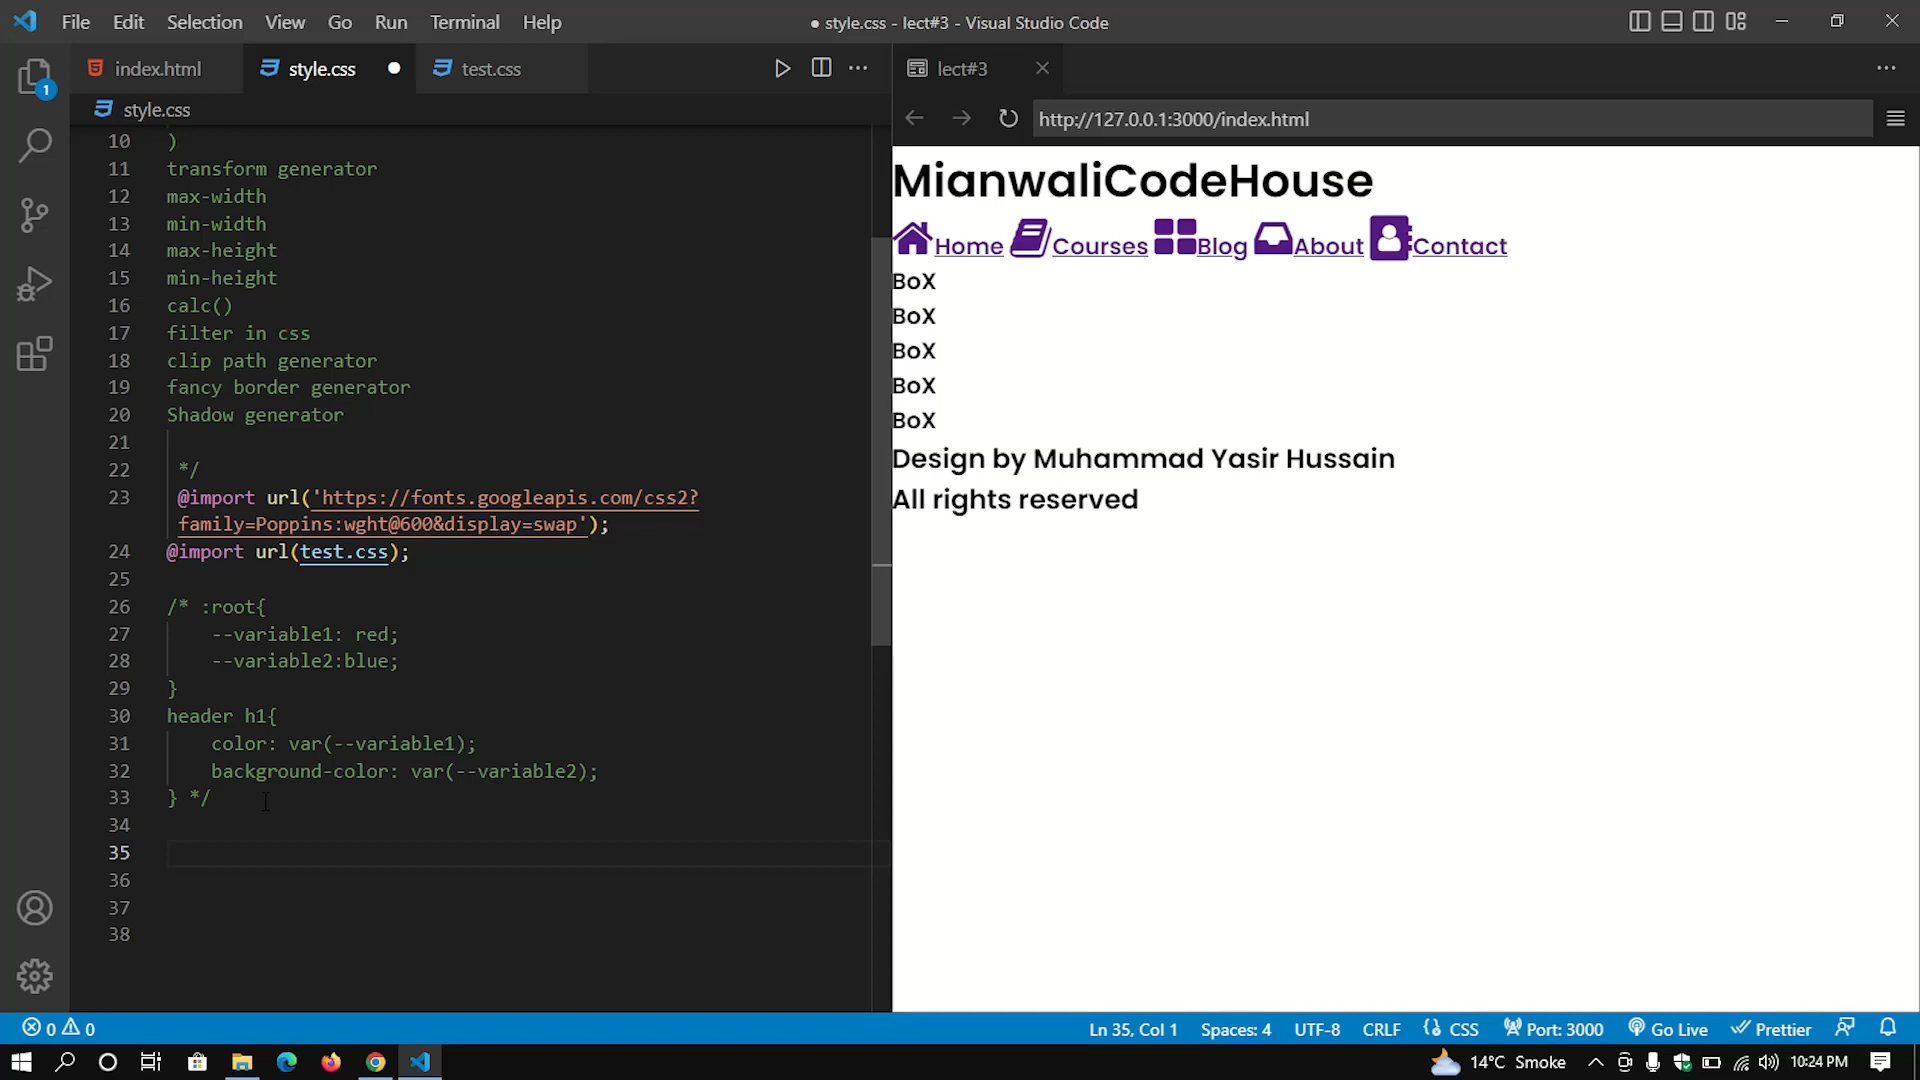 File Edit Selection View Go Run Terminal Help
● style.css - lect#3 - Visual Studio Code
index.html
style.css
test.css
lect#3
style.css
http://127.0.0.1:3000/index.html
1
10 )
11 transform generator
12 max-width
13 min-width
14 max-height
15 min-height
16 calc()
17 filter in css
18 clip path generator
19 fancy border generator
20 Shadow generator
21
22 */
23 @import url('https://fonts.googleapis.com/css2?
family=Poppins:wght@600&display=swap');
24 @import url(test.css);
25
26 /* :root{
27 --variable1: red;
28 --variable2:blue;
29 }
30 header h1{
31 color: var(--variable1);
32 background-color: var(--variable2);
33 } */
34
35
36
37
38
MianwaliCodeHouse
Home Courses Blog About Contact
BoX
BoX
BoX
BoX
BoX
Design by Muhammad Yasir Hussain
All rights reserved
0 0
Ln 35, Col 1 Spaces: 4 UTF-8 CRLF CSS Port: 3000 Go Live Prettier
14°C Smoke 10:24 PM